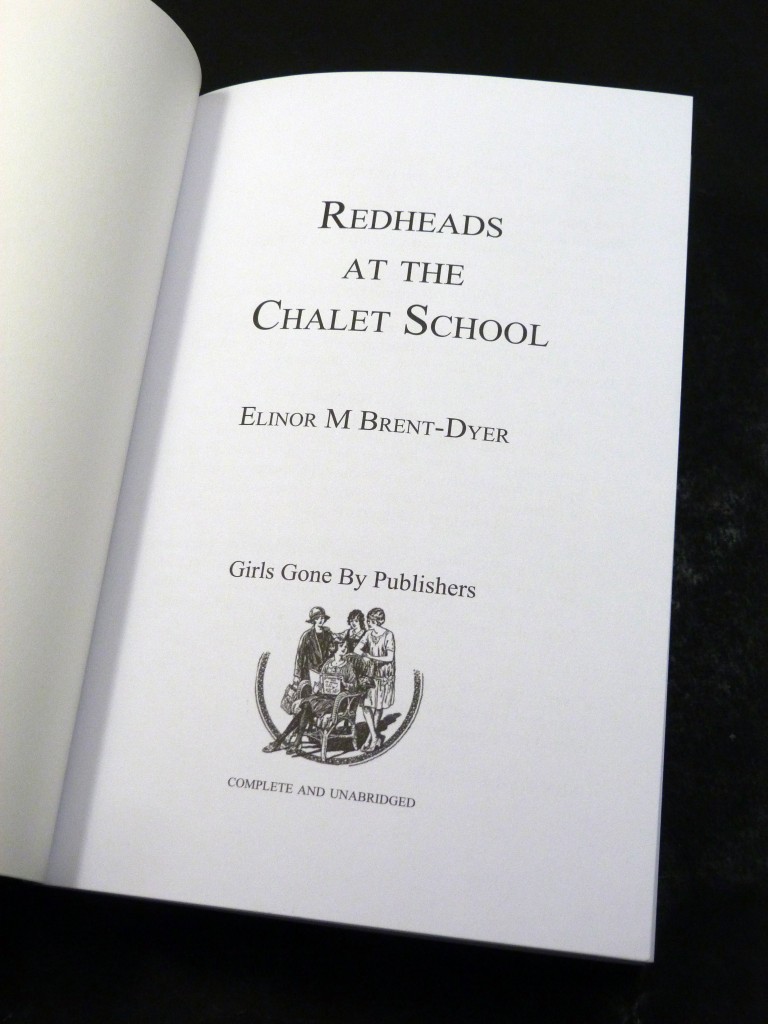 REDHEADS
AT THE
CHALET SCHOOL
ELINOR M BRENT-DYER
Girls Gone By Publishers
COMPLETE AND UNABRIDGED